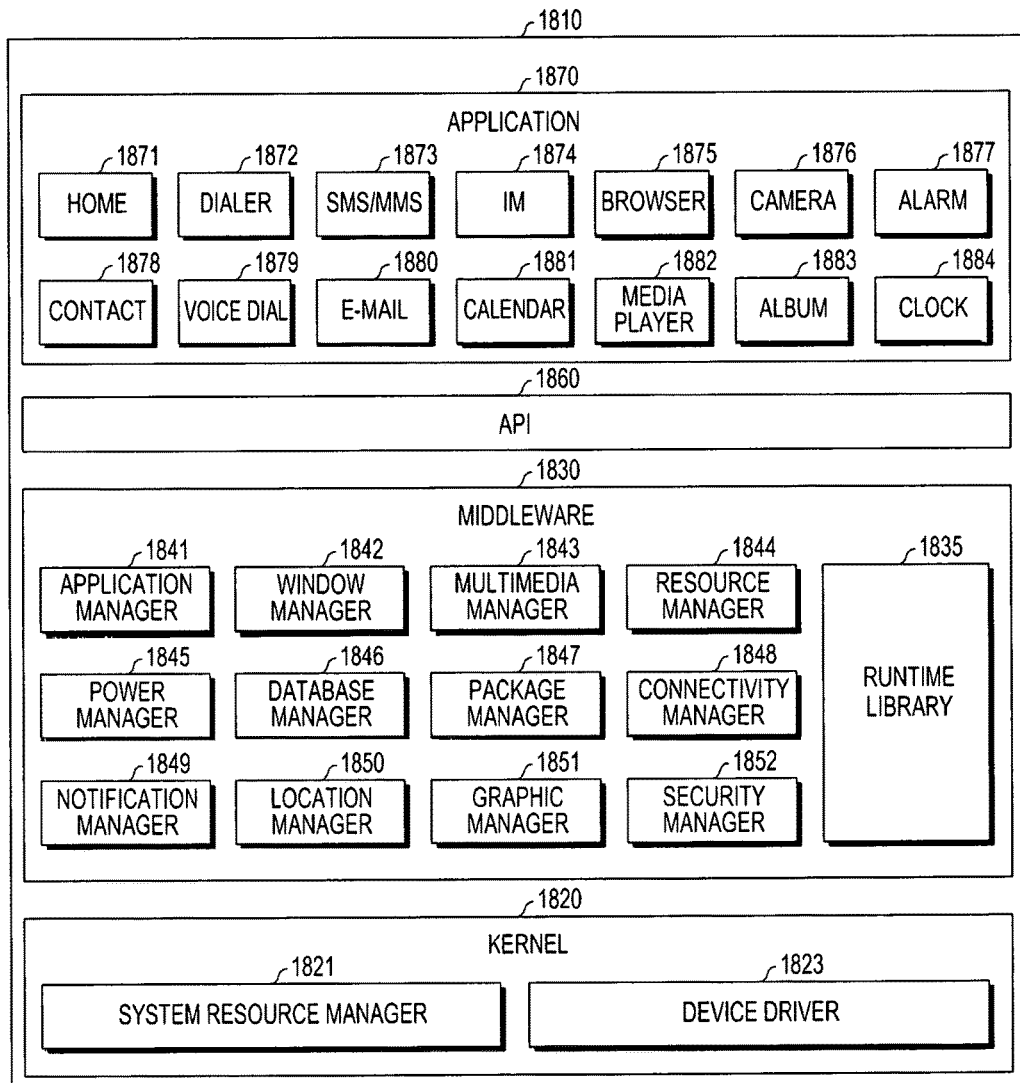 1810
1870
APPLICATION
1871 1872 1873 1874 1875 1876 1877
HOME DIALER SMS/MMS IM BROWSER CAMERA ALARM
1878 1879 1880 1881 1882 1883 1884
CONTACT VOICE DIAL E-MAIL CALENDAR MEDIA PLAYER ALBUM CLOCK
1860
API
1830
MIDDLEWARE
1841 1842 1843 1844 1835
APPLICATION MANAGER WINDOW MANAGER MULTIMEDIA MANAGER RESOURCE MANAGER
1845 1846 1847 1848
POWER MANAGER DATABASE MANAGER PACKAGE MANAGER CONNECTIVITY MANAGER RUNTIME LIBRARY
1849 1850 1851 1852
NOTIFICATION MANAGER LOCATION MANAGER GRAPHIC MANAGER SECURITY MANAGER
1820
KERNEL
1821 1823
SYSTEM RESOURCE MANAGER DEVICE DRIVER